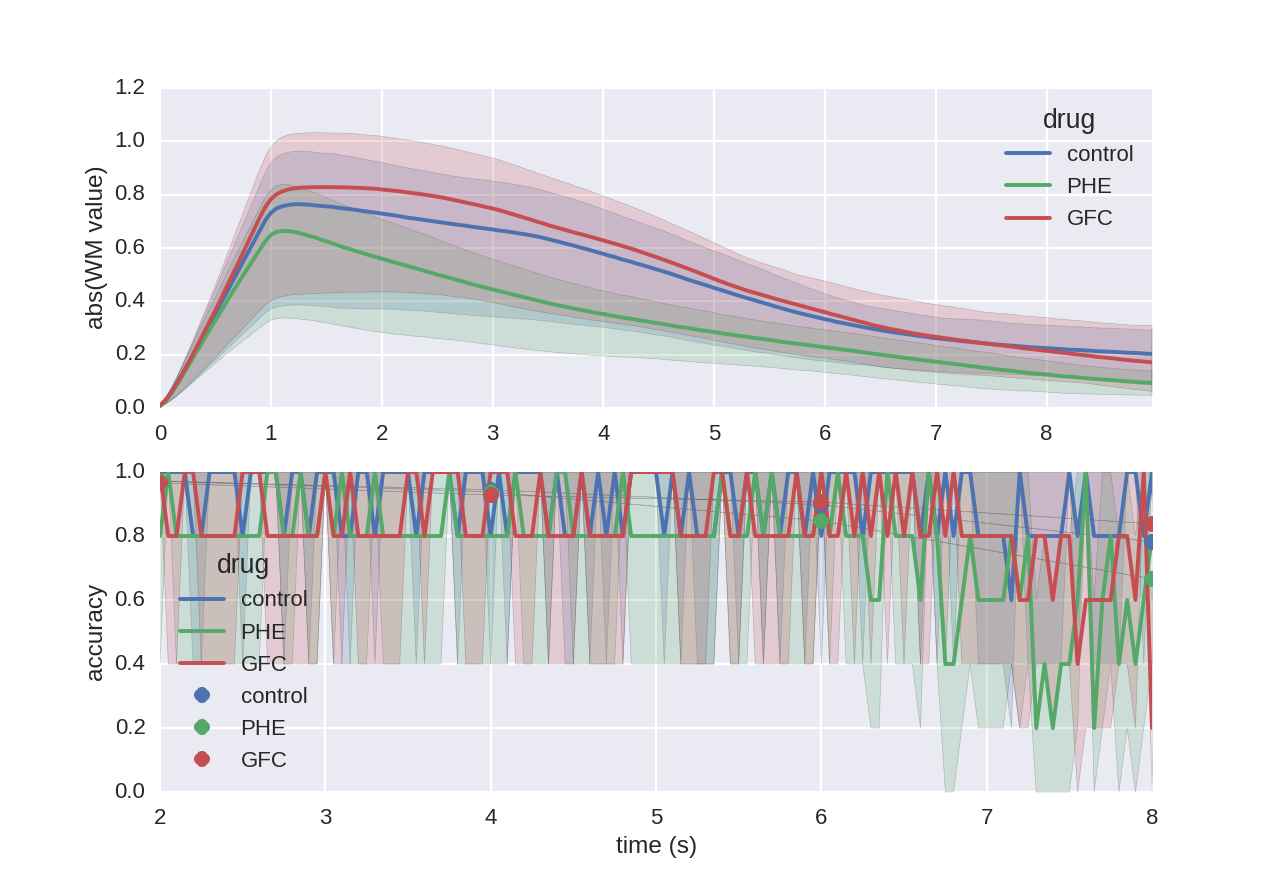 1.2
1.0
0.8
0.6
0.4
0.2
0.0
abs(WM value)
drug
control
PHE
GFC
0 1 2 3 4 5 6 7 8
1.0
0.8
0.6
0.4
0.2
0.0
accuracy
drug
control
PHE
GFC
control
PHE
GFC
2 3 4 5 6 7 8
time (s)